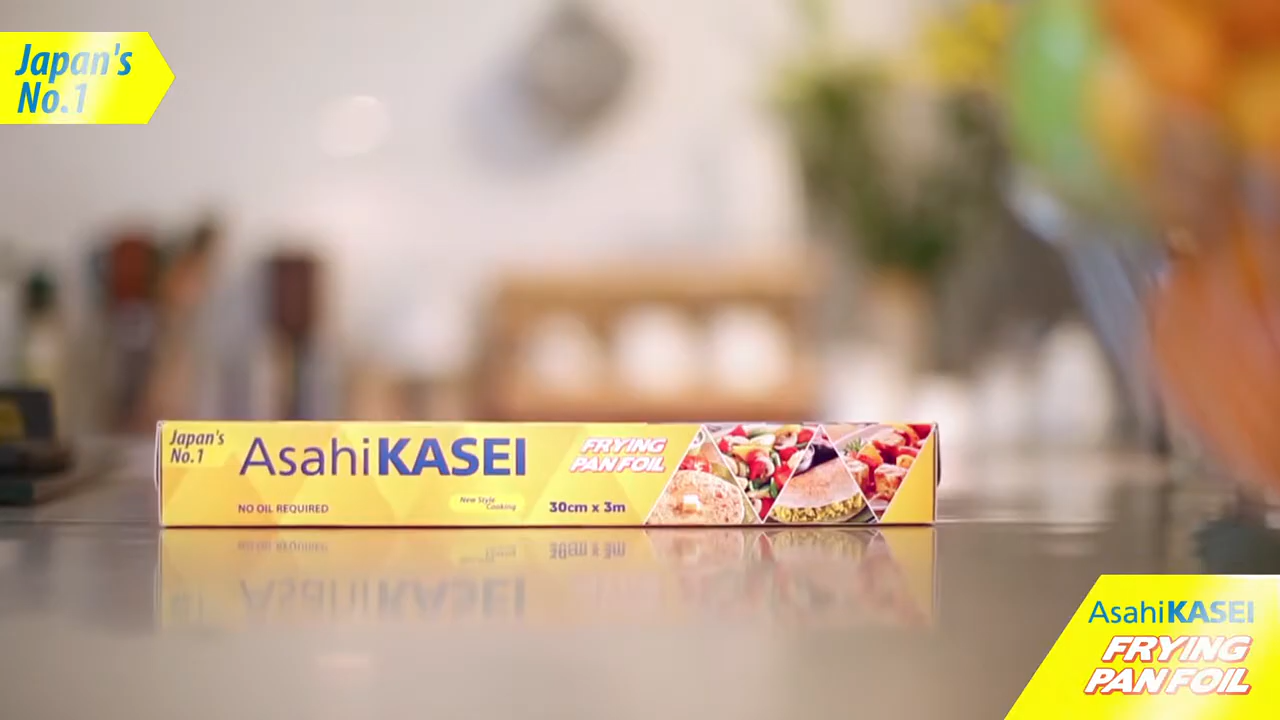 Japan's
No.1
Japan's
No.1
AsahiKASEI
FRYING
PAN FOIL
NO OIL REQUIRED
New Style
Cooking
30cm x 3m
AsahiKASEI
FRYING
PAN FOIL